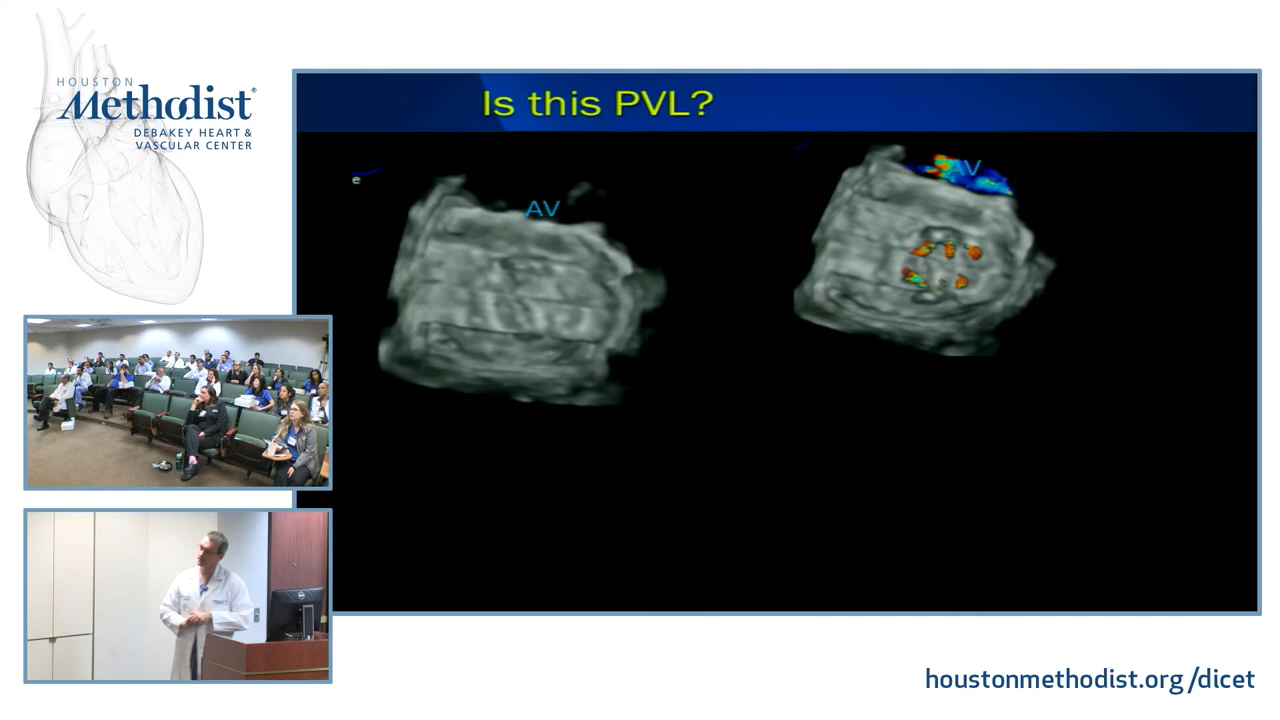 HOUSTON
Methodist®
DEBAKEY HEART &
VASCULAR CENTER
Is this PVL?
e
AV
AV
houstonmethodist.org/dicet